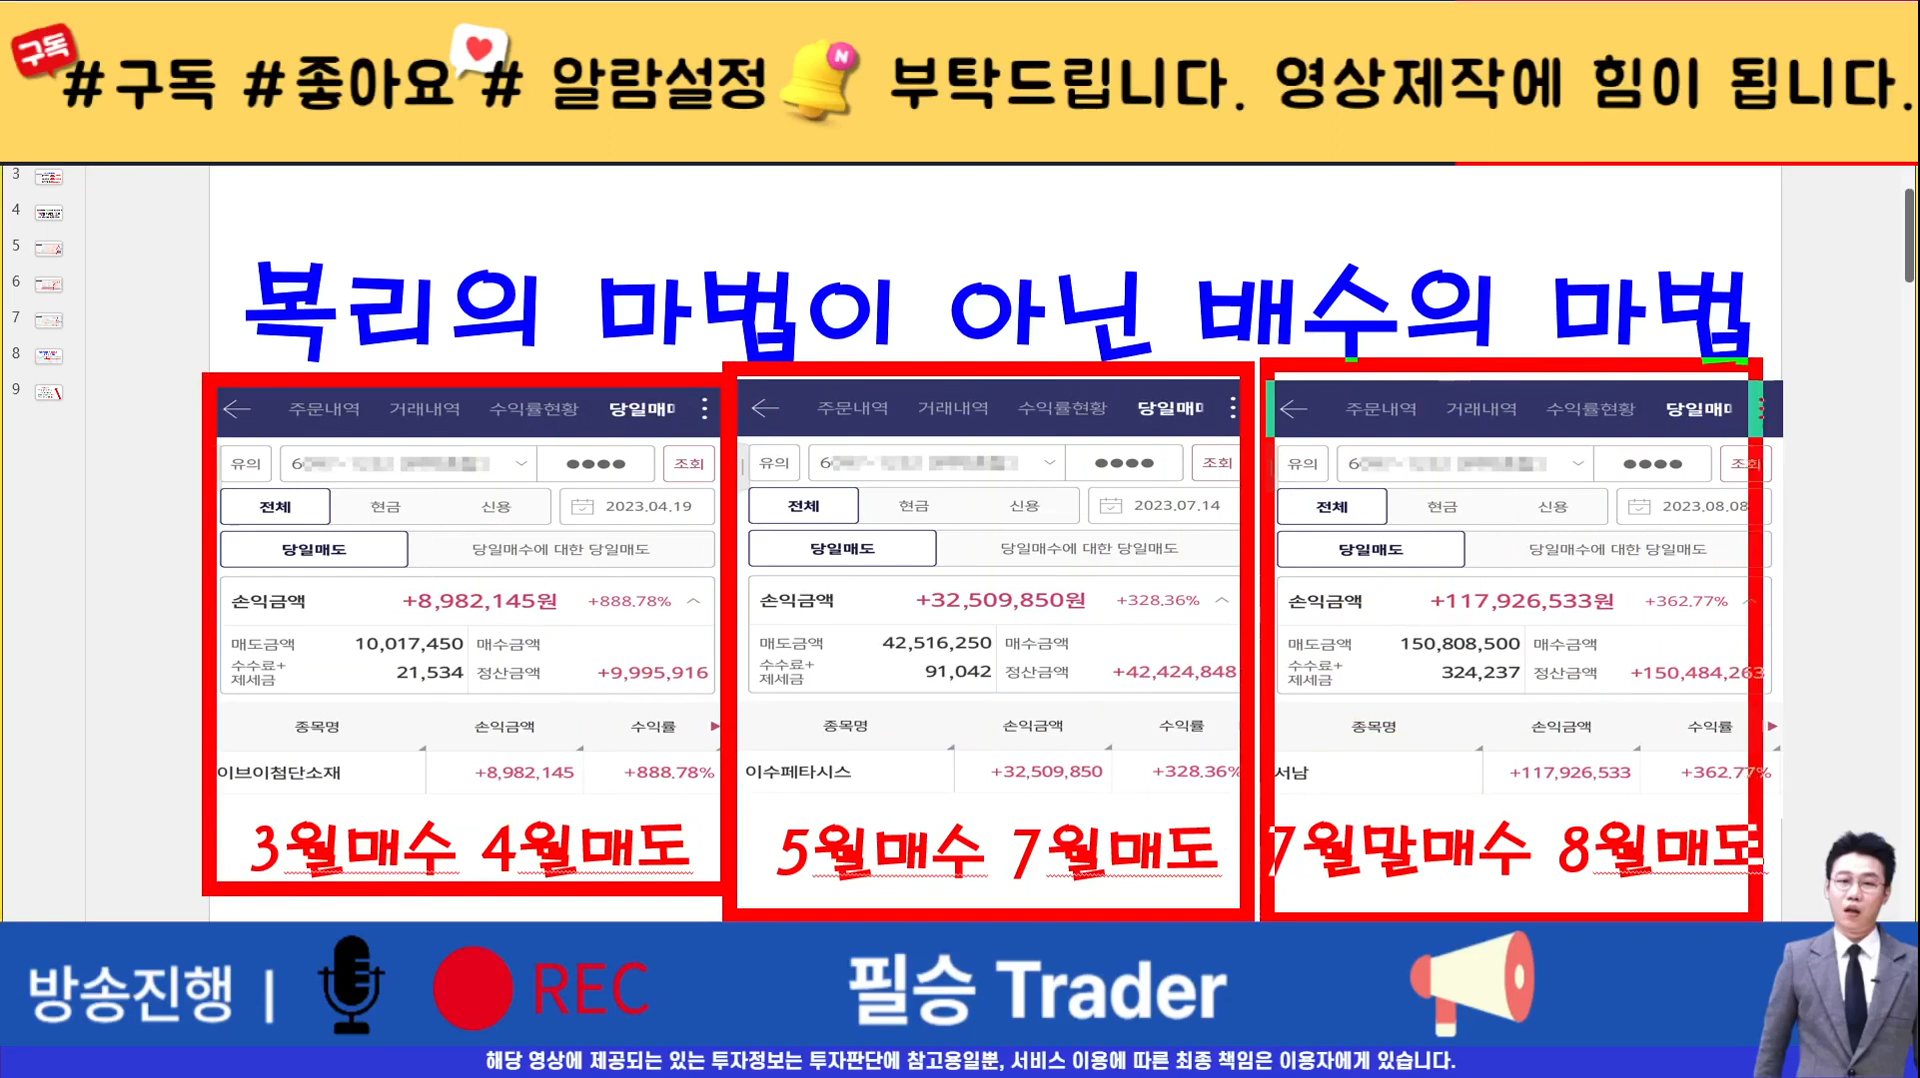 구독
#구독 #좋아요 # 알람설정 N 부탁드립니다. 영상제작에 힘이 됩니다.
3
4
5
6
7
8
9
복리의 마법이 아닌 배수의 마법
주문내역 거래내역 수익률현황 당일매
유의 6 ●●●● 조회
전체 현금 신용 2023.04.19
당일매도 당일매수에 대한 당일매도
손익금액 +8,982,145원 +888.78%
매도금액 10,017,450 매수금액
수수료+
제세금 21,534 정산금액 +9,995,916
종목명 손익금액 수익률
이브이첨단소재 +8,982,145 +888.78%
3월매수 4월매도
주문내역 거래내역 수익률현황 당일매
유의 6 ●●●● 조회
전체 현금 신용 2023.07.14
당일매도 당일매수에 대한 당일매도
손익금액 +32,509,850원 +328.36%
매도금액 42,516,250 매수금액
수수료+
제세금 91,042 정산금액 +42,424,848
종목명 손익금액 수익률
이수페타시스 +32,509,850 +328.36%
5월매수 7월매도
주문내역 거래내역 수익률현황 당일매
유의 6 ●●●● 조회
전체 현금 신용 2023.08.08
당일매도 당일매수에 대한 당일매도
손익금액 +117,926,533원 +362.77%
매도금액 150,808,500 매수금액
수수료+
제세금 324,237 정산금액 +150,484,263
종목명 손익금액 수익률
서남 +117,926,533 +362.77%
7월말매수 8월매도
방송진행 | REC 필승 Trader
해당 영상에 제공되는 있는 투자정보는 투자판단에 참고용일뿐, 서비스 이용에 따른 최종 책임은 이용자에게 있습니다.